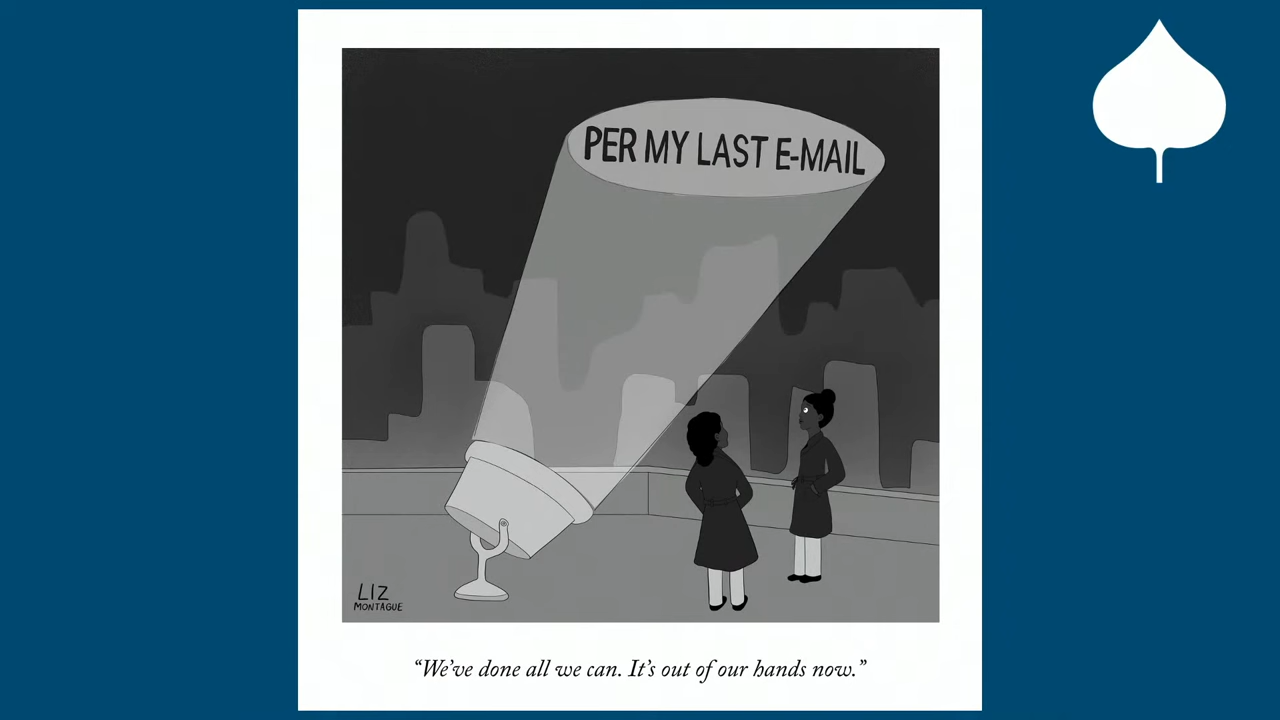 PER MY LAST E-MAIL
LIZ
MONTAGUE
“We’ve done all we can. It’s out of our hands now.”